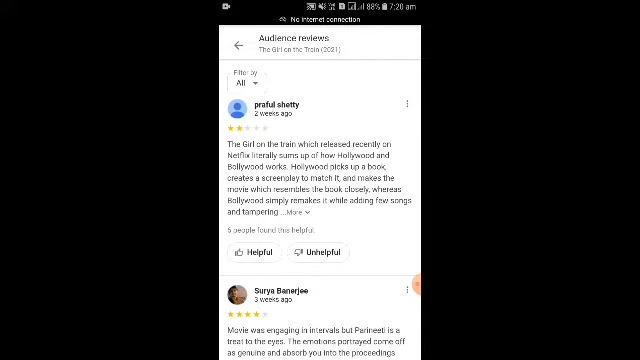 88% 7:20 am
No internet connection
Audience reviews
The Girl on the Train (2021)
Filter by
All
praful shetty
2 weeks ago
The Girl on the train which released recently on
Netflix literally sums up of how Hollywood and
Bollywood works. Hollywood picks up a book,
creates a screenplay to match it, and makes the
movie which resembles the book closely, whereas
Bollywood simply remakes it while adding few songs
and tampering ...More
6 people found this helpful.
Helpful Unhelpful
Surya Banerjee
3 weeks ago
Movie was engaging in intervals but Parineeti is a
treat to the eyes. The emotions portrayed come off
as genuine and absorb you into the proceedings